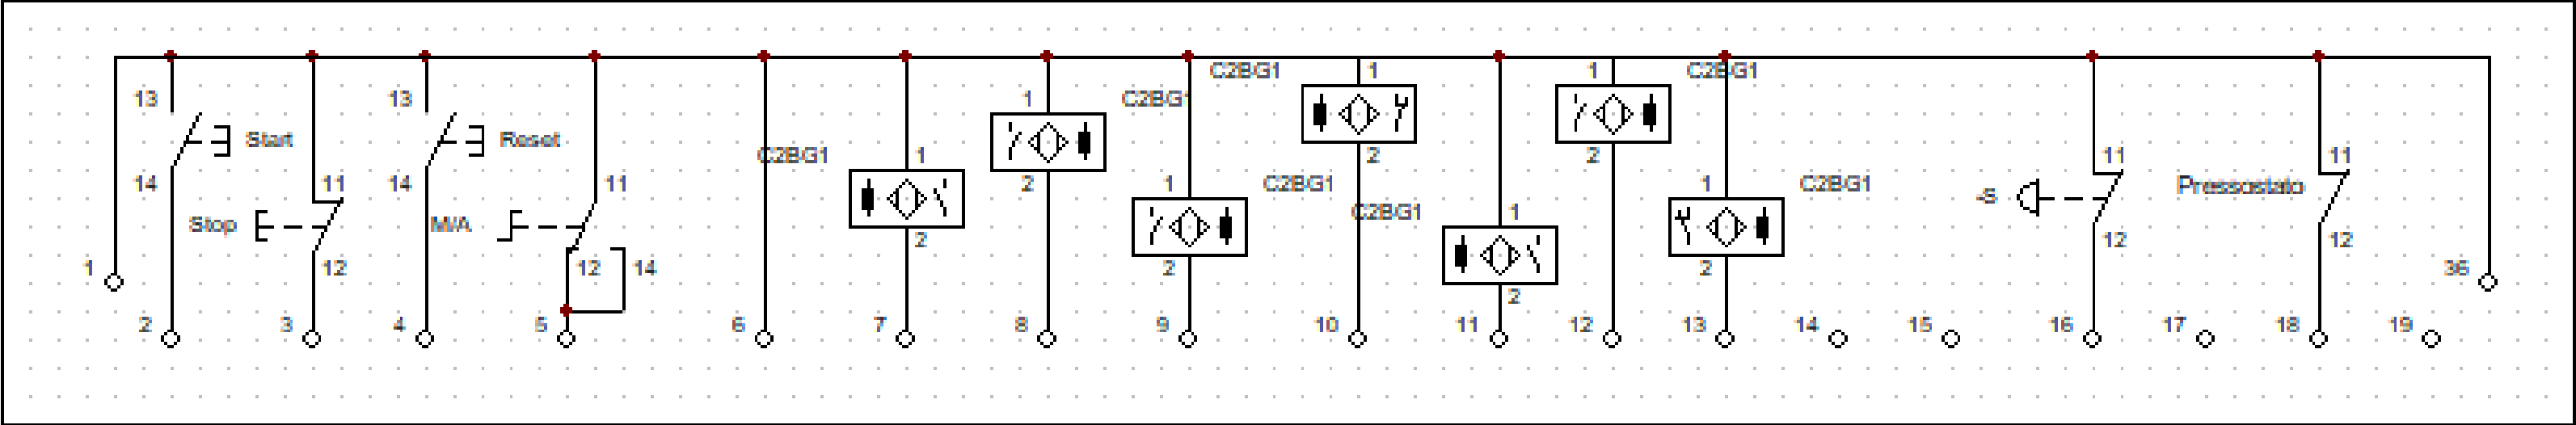 C2BG1 1 1 C2BG1
13 13 1 C2BG1
Start Reset
C2BG1 1 2 2 11 11
14 11 14 11 2 1 C2BG1 1 C2BG1 -S Pressostato
Stop M/A C2BG1 1
2 12 12
1 12 12 14 2 2 36
2
2 3 4 5 6 7 8 9 10 11 12 13 14 15 16 17 18 19